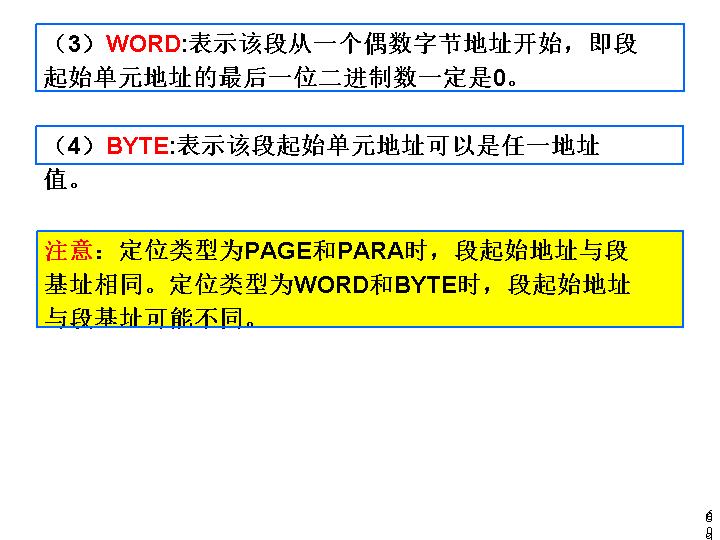 （3）WORD:表示该段从一个偶数字节地址开始，即段
起始单元地址的最后一位二进制数一定是0。
（4）BYTE:表示该段起始单元地址可以是任一地址
值。
注意：定位类型为PAGE和PARA时，段起始地址与段
基址相同。定位类型为WORD和BYTE时，段起始地址
与段基址可能不同。